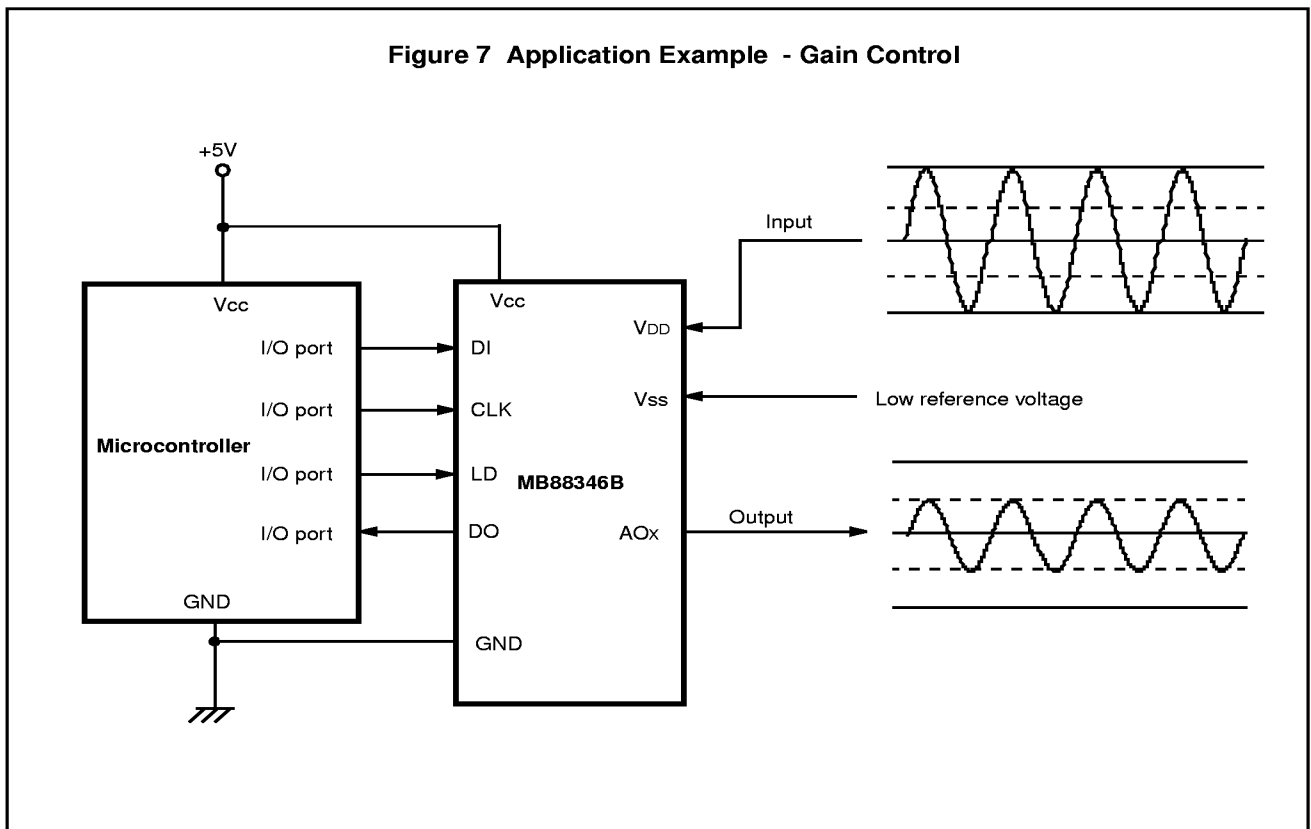 Figure 7 Application Example - Gain Control
+5V
Input
Vcc
Vcc
VDD
I/O port
DI
I/O port
CLK
Vss
Low reference voltage
Microcontroller
I/O port
LD
MB88346B
I/O port
DO
AOx
Output
GND
GND